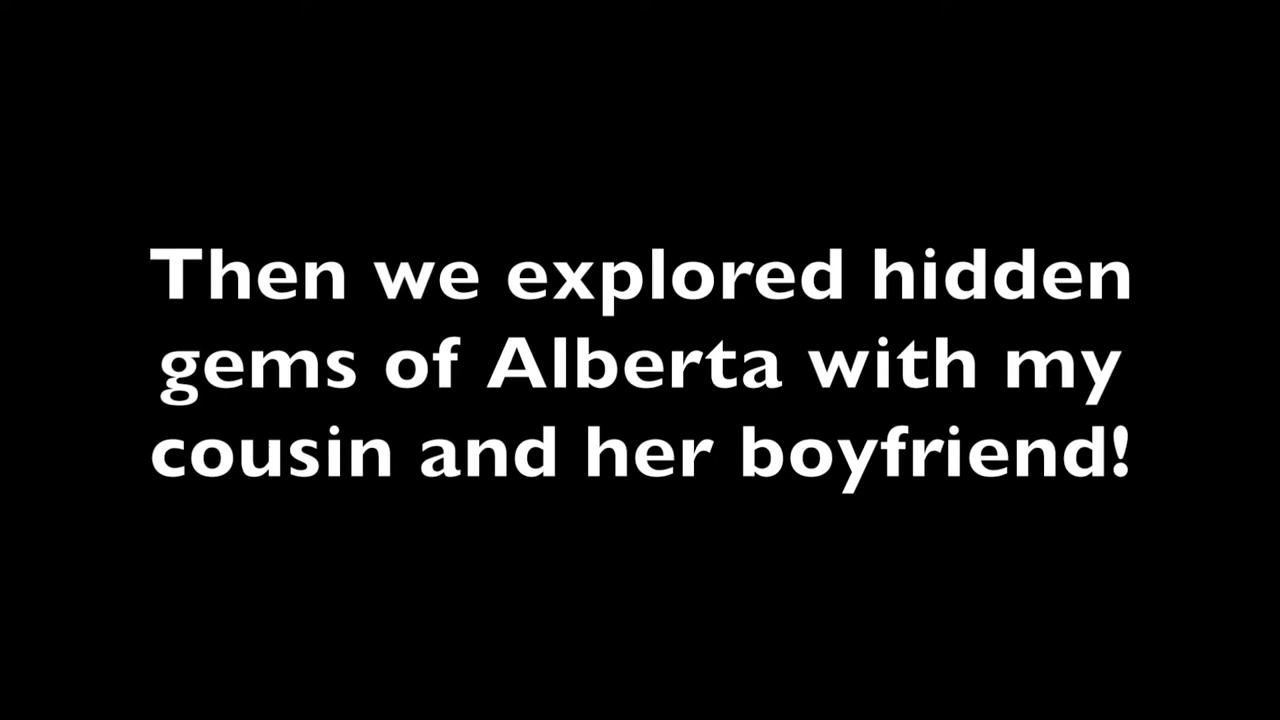 Then we explored hidden
gems of Alberta with my
cousin and her boyfriend!